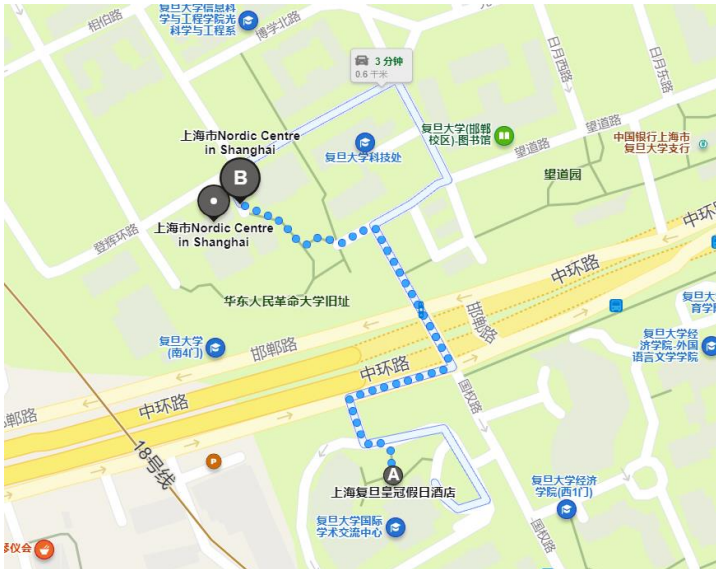 复旦大学信息科
学与工程学院光
科学与工程系
相伯路
博学北路
3 分钟
0.6 千米
日月西路
日月东路
上海市Nordic Centre
in Shanghai
B
复旦大学科技处
复旦大学(邯郸
校区)-图书馆
望道路
望道路
中国银行上海市
复旦大学支行
望道园
上海市Nordic Centre
in Shanghai
登辉环路
中环路
中环路
华东人民革命大学旧址
复旦大学
(南4门)
邯郸路
邯郸路
中环路
复旦大
育学院
复旦大学经
济学院-外国
语言文学学院
国权路
邯郸路
中环路
18号线
P
A
上海复旦皇冠假日酒店
复旦大学国际
学术交流中心
复旦大学经济
学院(西1门)
国权路
琴仪会